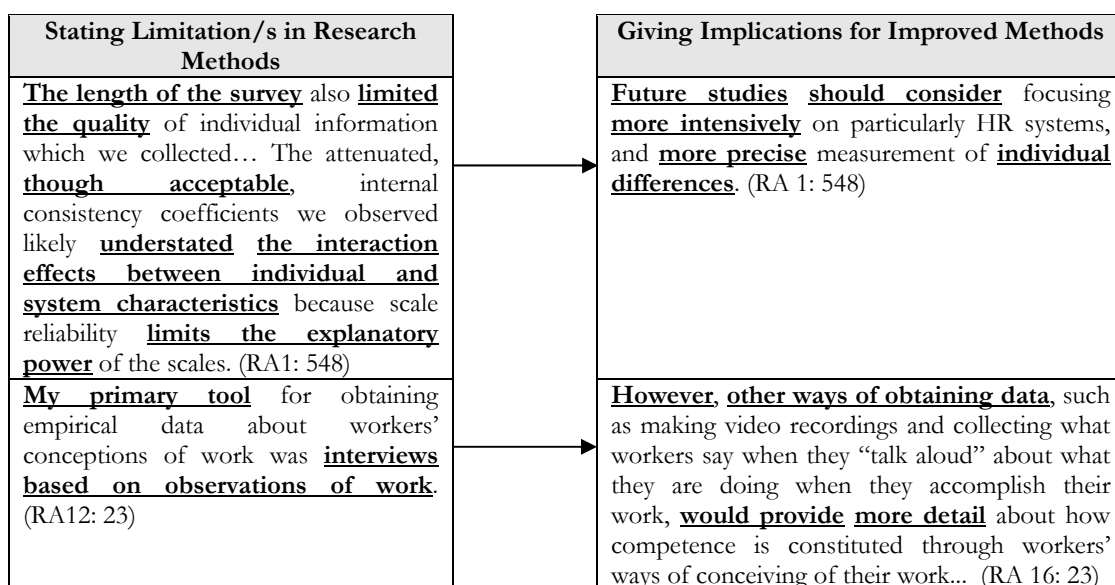 Stating Limitation/s in Research
Methods
The length of the survey also limited
the quality of individual information
which we collected… The attenuated,
though acceptable, internal
consistency coefficients we observed
likely understated the interaction
effects between individual and
system characteristics because scale
reliability limits the explanatory
power of the scales. (RA1: 548)
My primary tool for obtaining
empirical data about workers’
conceptions of work was interviews
based on observations of work.
(RA12: 23)
Giving Implications for Improved Methods
Future studies should consider focusing
more intensively on particularly HR systems,
and more precise measurement of individual
differences. (RA 1: 548)
However, other ways of obtaining data, such
as making video recordings and collecting what
workers say when they “talk aloud” about what
they are doing when they accomplish their
work, would provide more detail about how
competence is constituted through workers’
ways of conceiving of their work... (RA 16: 23)